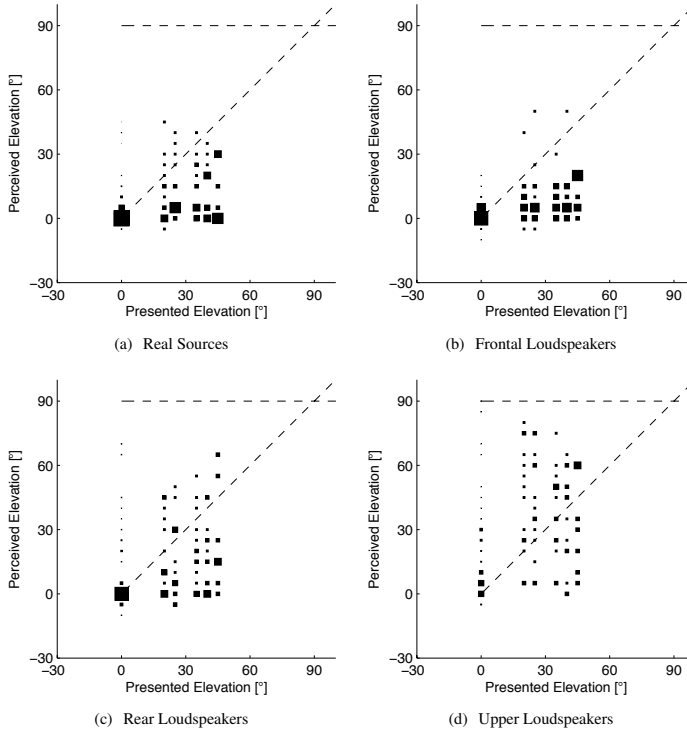 90
60
30
0
−30
−30 0 30 60 90
Perceived Elevation [°]
Presented Elevation [°]
(a) Real Sources
90
60
30
0
−30
−30 0 30 60 90
Perceived Elevation [°]
Presented Elevation [°]
(b) Frontal Loudspeakers
90
60
30
0
−30
−30 0 30 60 90
Perceived Elevation [°]
Presented Elevation [°]
(c) Rear Loudspeakers
90
60
30
0
−30
−30 0 30 60 90
Perceived Elevation [°]
Presented Elevation [°]
(d) Upper Loudspeakers